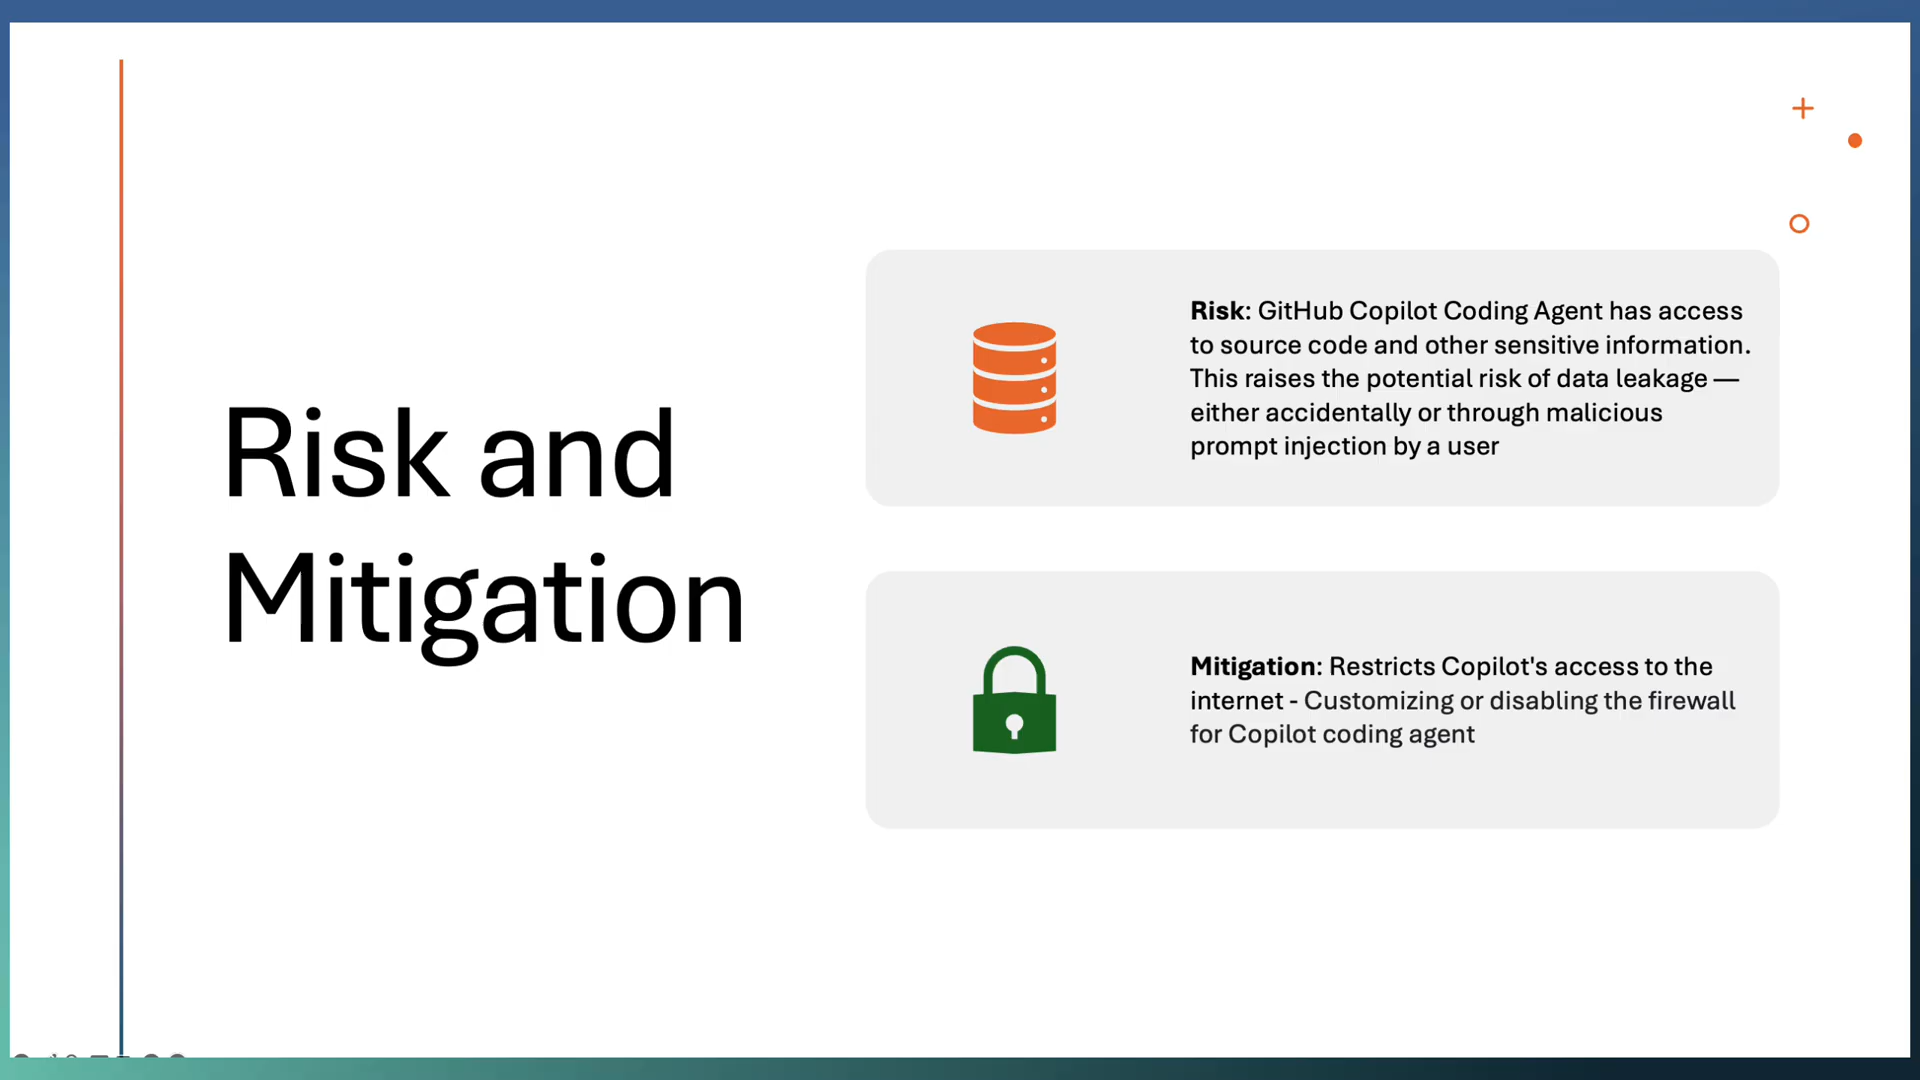 Risk and
Mitigation
Risk: GitHub Copilot Coding Agent has access
to source code and other sensitive information.
This raises the potential risk of data leakage —
either accidentally or through malicious
prompt injection by a user
Mitigation: Restricts Copilot's access to the
internet - Customizing or disabling the firewall
for Copilot coding agent